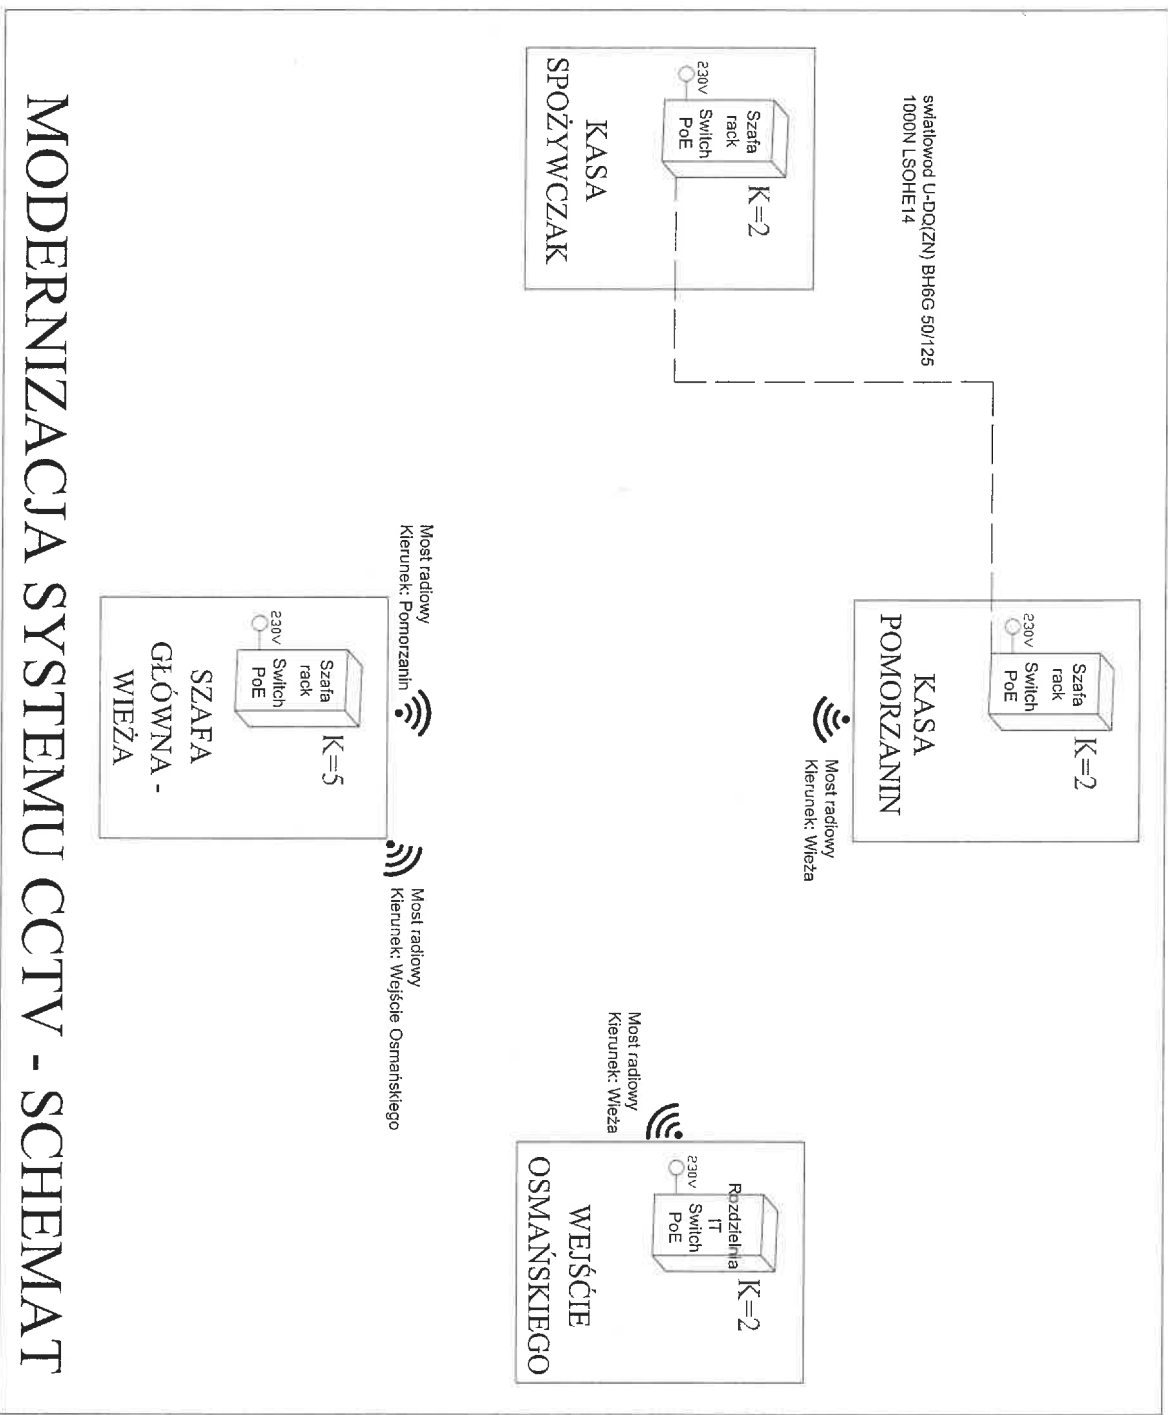 swiatlowod U-DQ(ZN) BH6G 50/125
1000N LSOHE14
230V
Szafa
rack
Switch
PoE
K=2
KASA
SPOŻYWCZAK
230V
Szafa
rack
Switch
PoE
K=2
KASA
POMORZANIN
Most radiowy
Kierunek: Wieża
Most radiowy
Kierunek: Pomorzanin
230V
Szafa
rack
Switch
PoE
K=5
SZAFA
GŁÓWNA -
WIEŻA
Most radiowy
Kierunek: Wejście Osmańskiego
Most radiowy
Kierunek: Wieża
230V
Rozdzielnia
IT
Switch
PoE
K=2
WEJŚCIE
OSMAŃSKIEGO
MODERNIZACJA SYSTEMU CCTV - SCHEMAT